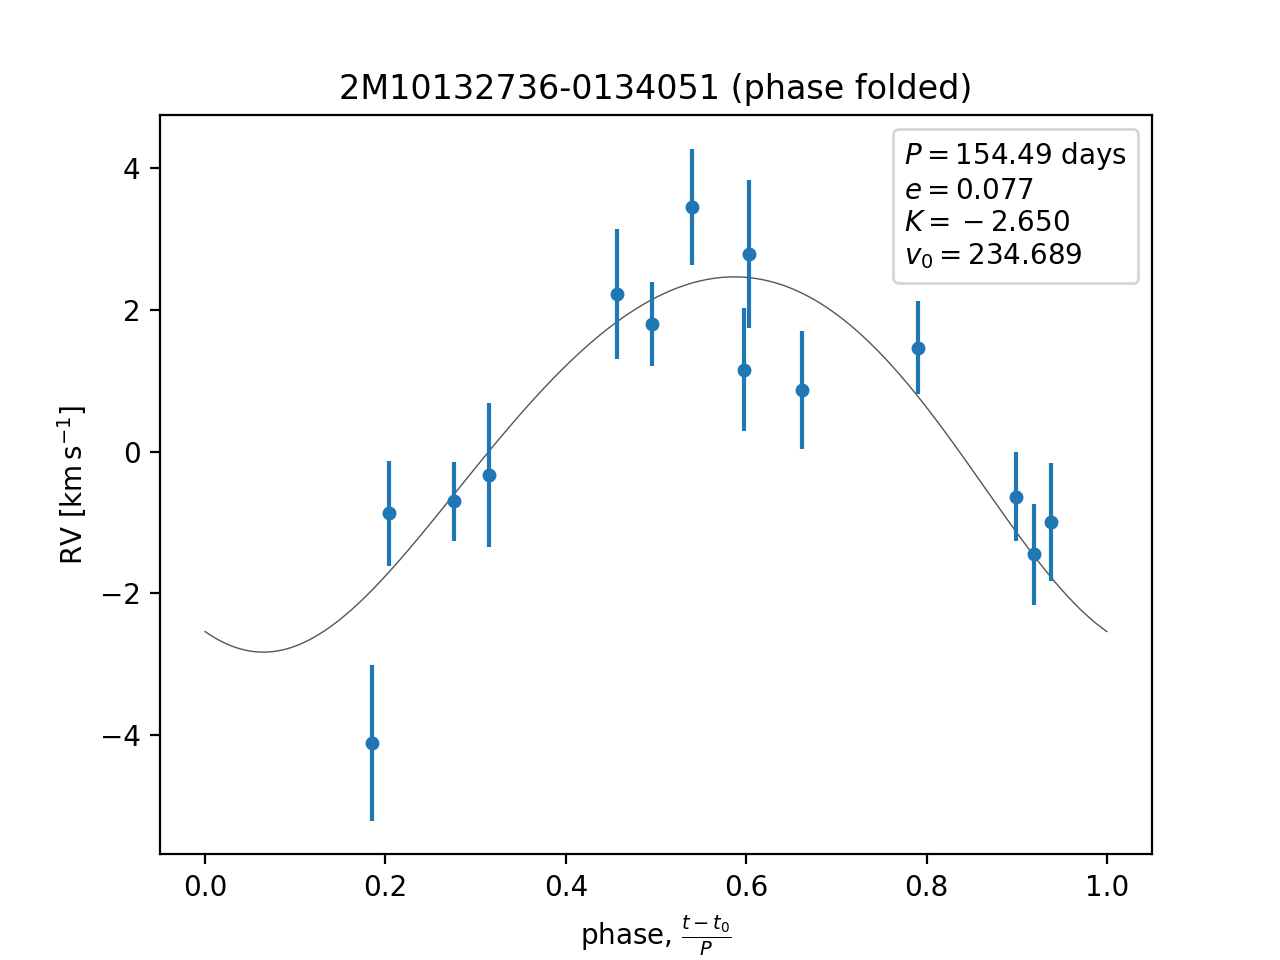 2M10132736-0134051 (phase folded)
P = 154.49 days
e = 0.077
K = −2.650
v₀ = 234.689
4
2
0
−2
−4
RV [km s⁻¹]
0.0 0.2 0.4 0.6 0.8 1.0
phase, (t − t₀)/P